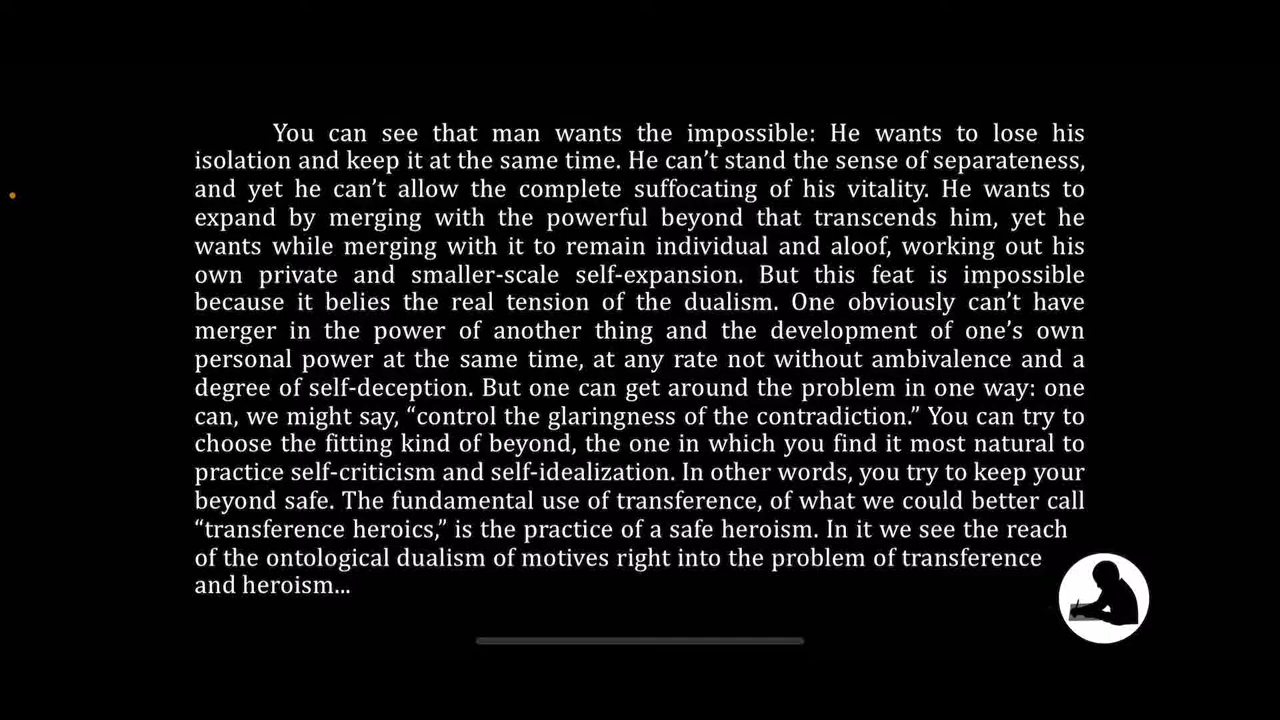 You can see that man wants the impossible: He wants to lose his
isolation and keep it at the same time. He can’t stand the sense of separateness,
and yet he can’t allow the complete suffocating of his vitality. He wants to
expand by merging with the powerful beyond that transcends him, yet he
wants while merging with it to remain individual and aloof, working out his
own private and smaller-scale self-expansion. But this feat is impossible
because it belies the real tension of the dualism. One obviously can’t have
merger in the power of another thing and the development of one’s own
personal power at the same time, at any rate not without ambivalence and a
degree of self-deception. But one can get around the problem in one way: one
can, we might say, “control the glaringness of the contradiction.” You can try to
choose the fitting kind of beyond, the one in which you find it most natural to
practice self-criticism and self-idealization. In other words, you try to keep your
beyond safe. The fundamental use of transference, of what we could better call
“transference heroics,” is the practice of a safe heroism. In it we see the reach
of the ontological dualism of motives right into the problem of transference
and heroism...